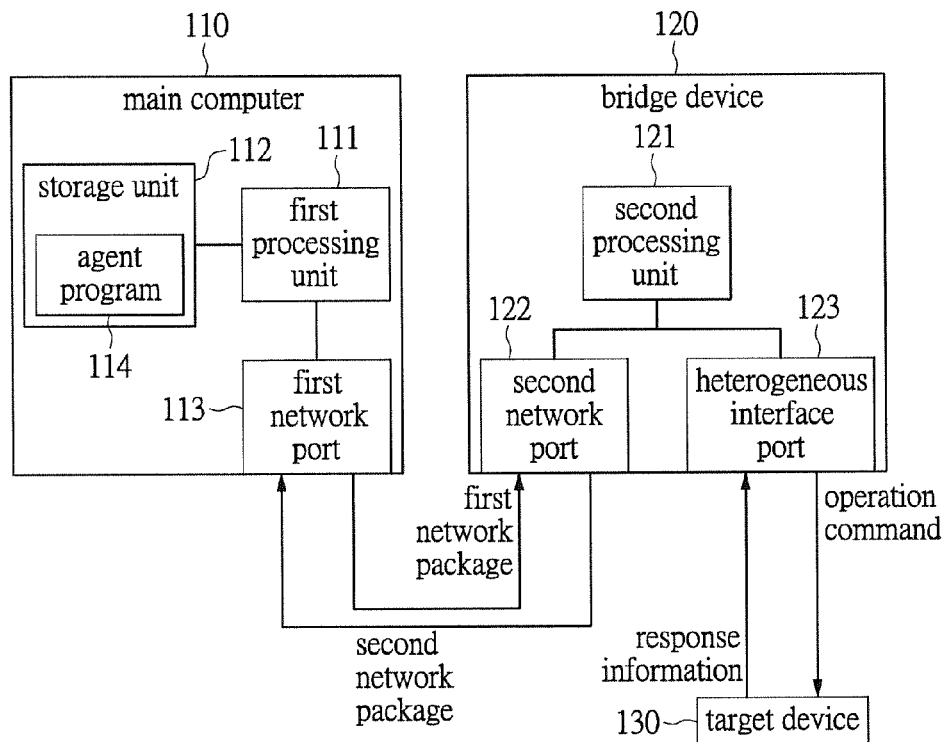 110
main computer
112
111
storage unit
agent
program
114
first
processing
unit
113
first
network
port
120
bridge device
121
second
processing
unit
122
123
second
network
port
heterogeneous
interface
port
first
network
package
second
network
package
operation
command
response
information
130
target device